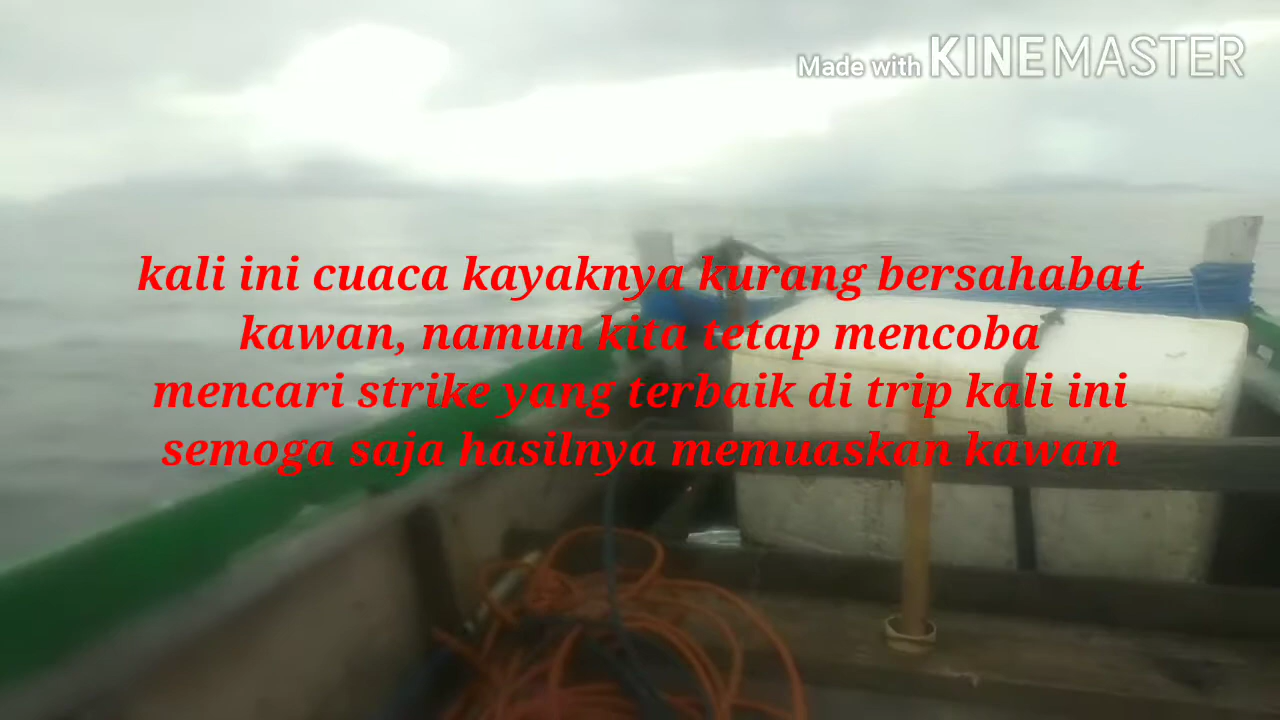 Made with KINEMASTER
kali ini cuaca kayaknya kurang bersahabat
kawan, namun kita tetap mencoba
mencari strike yang terbaik di trip kali ini
semoga saja hasilnya memuaskan kawan